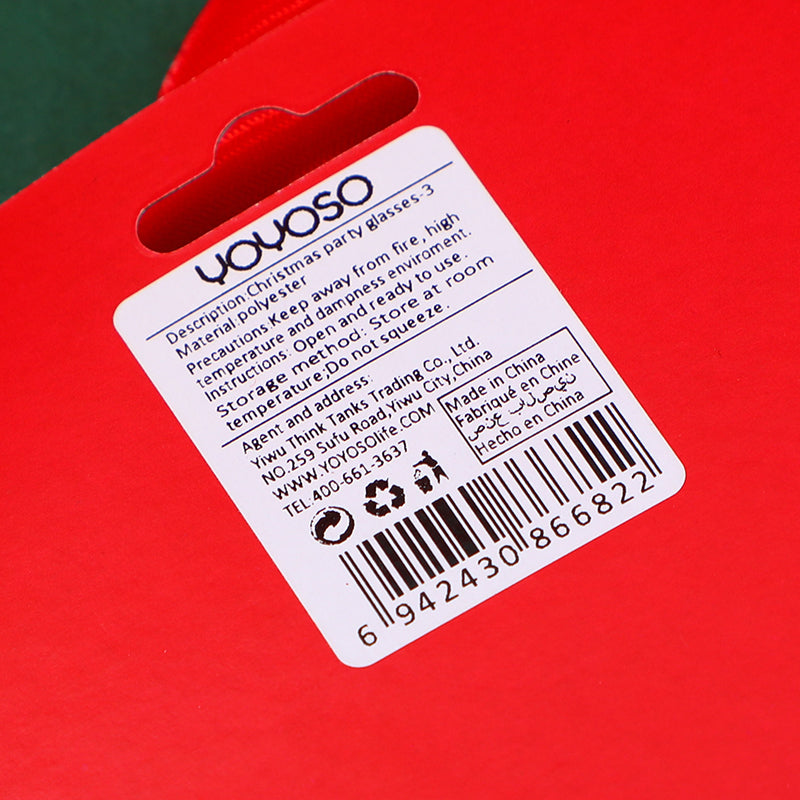 YOYOSO
Description:Christmas party glasses-3
Material:polyester
Precautions:Keep away from fire, high
temperature and dampness enviroment.
Instructions: Open and ready to use.
Storage method: Store at room
temperature;Do not squeeze.
Agent and address:
Yiwu Think Tanks Trading Co., Ltd.
NO.259 Sufu Road,Yiwu City,China
WWW.YOYOSOlife.COM
TEL:400-661-3637
Made in China
Fabriqué en Chine
صنع بالصين
Hecho en China
6 942430 866822